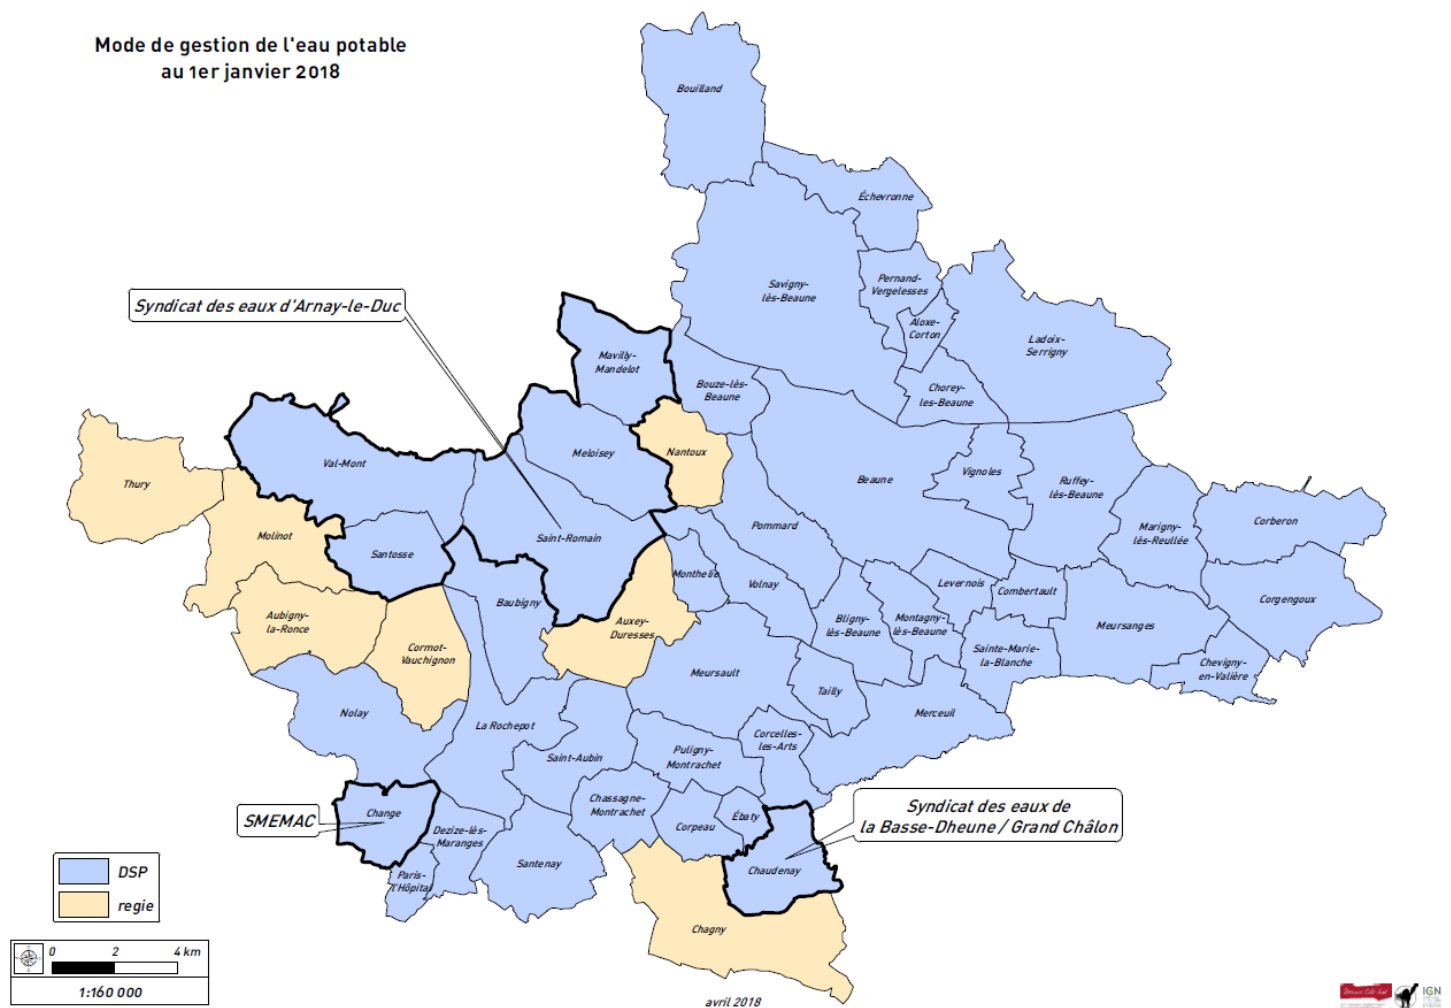 Mode de gestion de l'eau potable
au 1er janvier 2018
Bouilland
Échevronne
Savigny-
lès-Beaune
Pernand-
Vergelesses
Aloxe-
Corton
Ladoix-
Serrigny
Syndicat des eaux d'Arnay-le-Duc
Mavilly-
Mandelot
Bouze-lès-
Beaune
Chorey-
les-Beaune
Val-Mont
Meloisey
Nantoux
Beaune
Vignoles
Ruffey-
lès-Beaune
Thury
Molinot
Santosse
Saint-Romain
Pommard
Marigny-
lès-Reullée
Corberon
Baubigny
Monthelie
Volnay
Levernois
Combertault
Corgengoux
Aubigny-
la-Ronce
Auxey-
Duresses
Bligny-
lès-Beaune
Montagny-
lès-Beaune
Meursanges
Cormot-
Vauchignon
Sainte-Marie-
la-Blanche
Chevigny-
en-Valière
Meursault
Tailly
Nolay
La Rochepot
Merceuil
Saint-Aubin
Puligny-
Montrachet
Corcelles-
les-Arts
SMEMAC
Change
Dezize-lès-
Maranges
Chassagne-
Montrachet
Corpeau
Ébaty
Syndicat des eaux de
la Basse-Dheune / Grand Châlon
Paris-
l'Hôpital
Santenay
Chaudenay
Chagny
DSP
regie
0 2 4 km
1:160 000
avril 2018
IGN